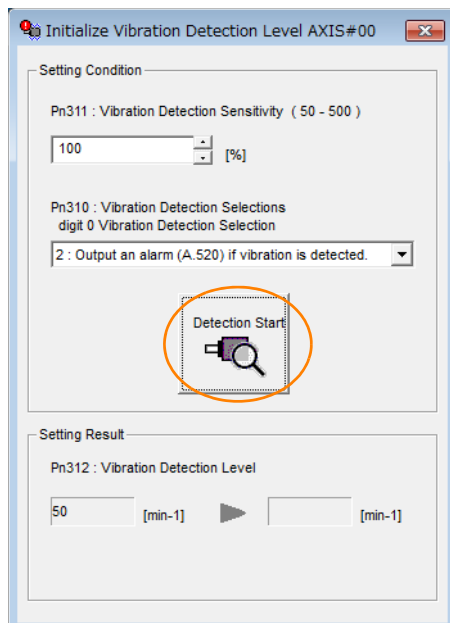 Initialize Vibration Detection Level AXIS#00
Setting Condition
Pn311 : Vibration Detection Sensitivity ( 50 - 500 )
100 [%]
Pn310 : Vibration Detection Selections
digit 0 Vibration Detection Selection
2 : Output an alarm (A.520) if vibration is detected.
Detection Start
Setting Result
Pn312 : Vibration Detection Level
50 [min-1] [min-1]